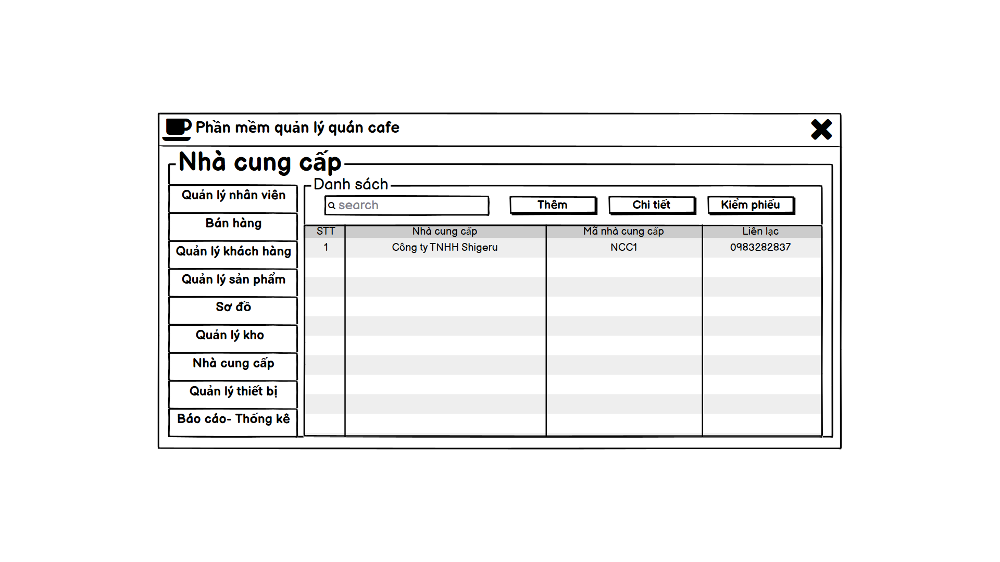 Phần mềm quản lý quán cafe
Nhà cung cấp
Danh sách
search
Thêm
Chi tiết
Kiểm phiếu
Quản lý nhân viên
Bán hàng
Quản lý khách hàng
Quản lý sản phẩm
Sơ đồ
Quản lý kho
Nhà cung cấp
Quản lý thiết bị
Báo cáo- Thống kê
STT Nhà cung cấp Mã nhà cung cấp Liên lạc
1 Công ty TNHH Shigeru NCC1 0983282837